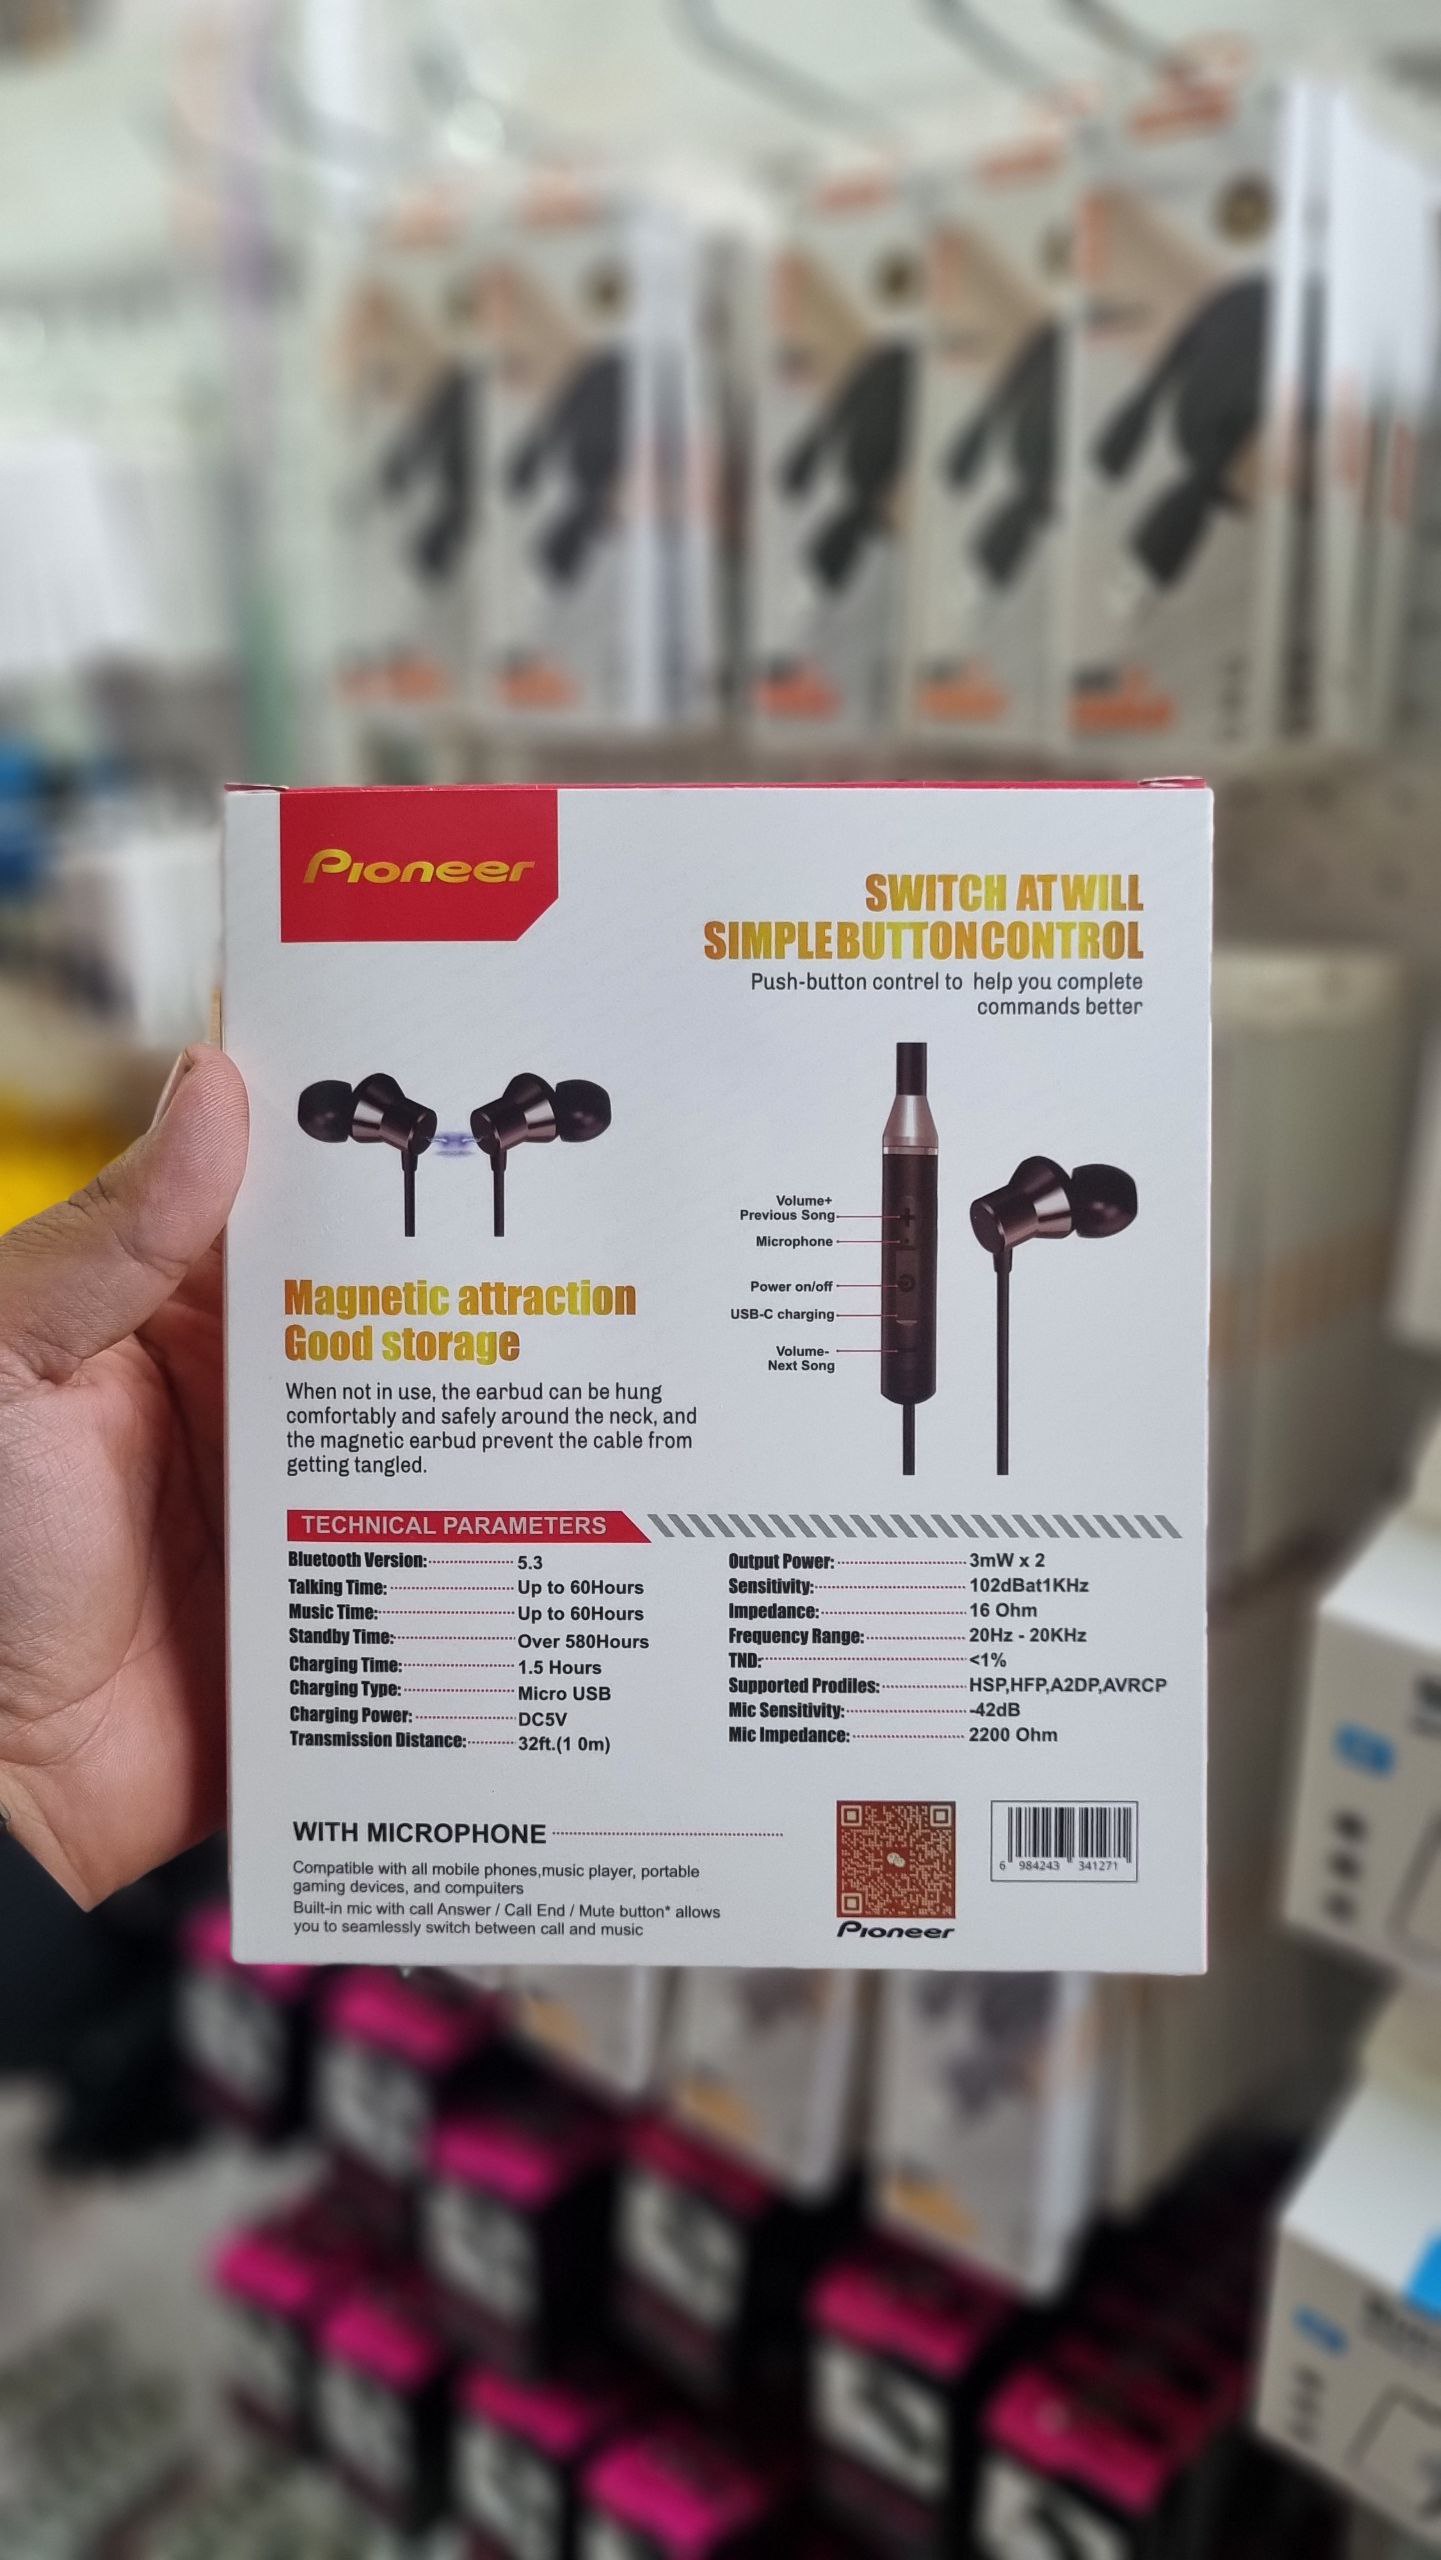 Pioneer
SWITCH AT WILL
SIMPLE BUTTON CONTROL
Push-button contrel to help you complete
commands better
Volume+
Previous Song
Microphone
Power on/off
USB-C charging
Volume-
Next Song
Magnetic attraction
Good storage
When not in use, the earbud can be hung
comfortably and safely around the neck, and
the magnetic earbud prevent the cable from
getting tangled.
TECHNICAL PARAMETERS
Bluetooth Version: 5.3
Talking Time: Up to 60Hours
Music Time: Up to 60Hours
Standby Time: Over 580Hours
Charging Time: 1.5 Hours
Charging Type: Micro USB
Charging Power: DC5V
Transmission Distance: 32ft.(1 0m)
Output Power: 3mW x 2
Sensitivity: 102dBat1KHz
Impedance: 16 Ohm
Frequency Range: 20Hz - 20KHz
TND: <1%
Supported Prodiles: HSP,HFP,A2DP,AVRCP
Mic Sensitivity: -42dB
Mic Impedance: 2200 Ohm
WITH MICROPHONE
Compatible with all mobile phones,music player, portable
gaming devices, and compuiters
Built-in mic with call Answer / Call End / Mute button* allows
you to seamlessly switch between call and music
Pioneer
6 984243 341271